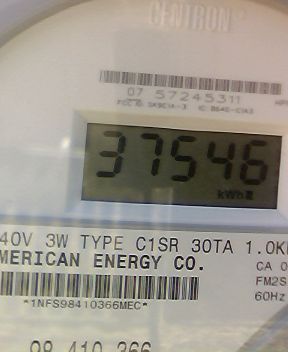 CENTRON®
07 57245311
37546
kWh
40V 3W TYPE C1SR 30TA 1.0K
MERICAN ENERGY CO.
CA 0
FM2S
60Hz
*1NFS98410366MEC*
98 410 366